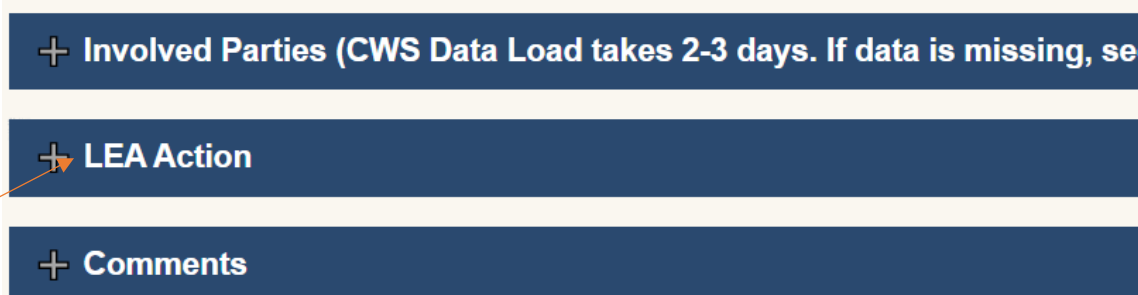 Involved Parties (CWS Data Load takes 2-3 days. If data is missing, se
LEA Action
Comments